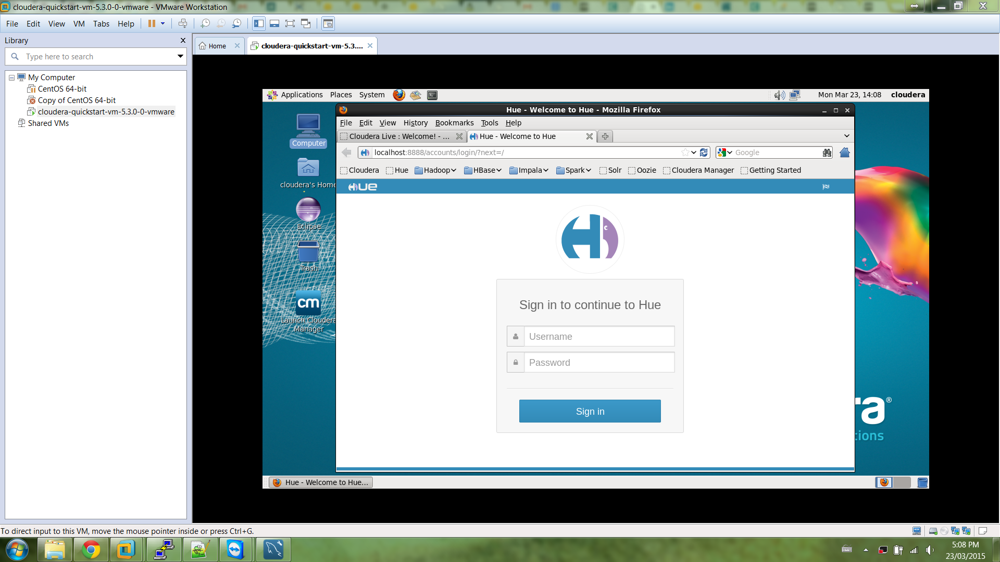 cloudera-quickstart-vm-5.3.0-0-vmware - VMware Workstation
File Edit View VM Tabs Help
Library
Type here to search
My Computer
CentOS 64-bit
Copy of CentOS 64-bit
cloudera-quickstart-vm-5.3.0-0-vmware
Shared VMs
Home
cloudera-quickstart-vm-5.3....
Applications Places System
Mon Mar 23, 14:08 cloudera
Computer
cloudera's Home
Eclipse
Trash
cm
Launch Cloudera
Manager
Hue - Welcome to Hue - Mozilla Firefox
File Edit View History Bookmarks Tools Help
Cloudera Live : Welcome! - ...
Hue - Welcome to Hue
localhost:8888/accounts/login/?next=/
Google
Cloudera Hue Hadoop HBase Impala Spark Solr Oozie Cloudera Manager Getting Started
HUE
Sign in to continue to Hue
Username
Password
Sign in
ra®
tions
Hue - Welcome to Hue...
To direct input to this VM, move the mouse pointer inside or press Ctrl+G.
5:08 PM
23/03/2015